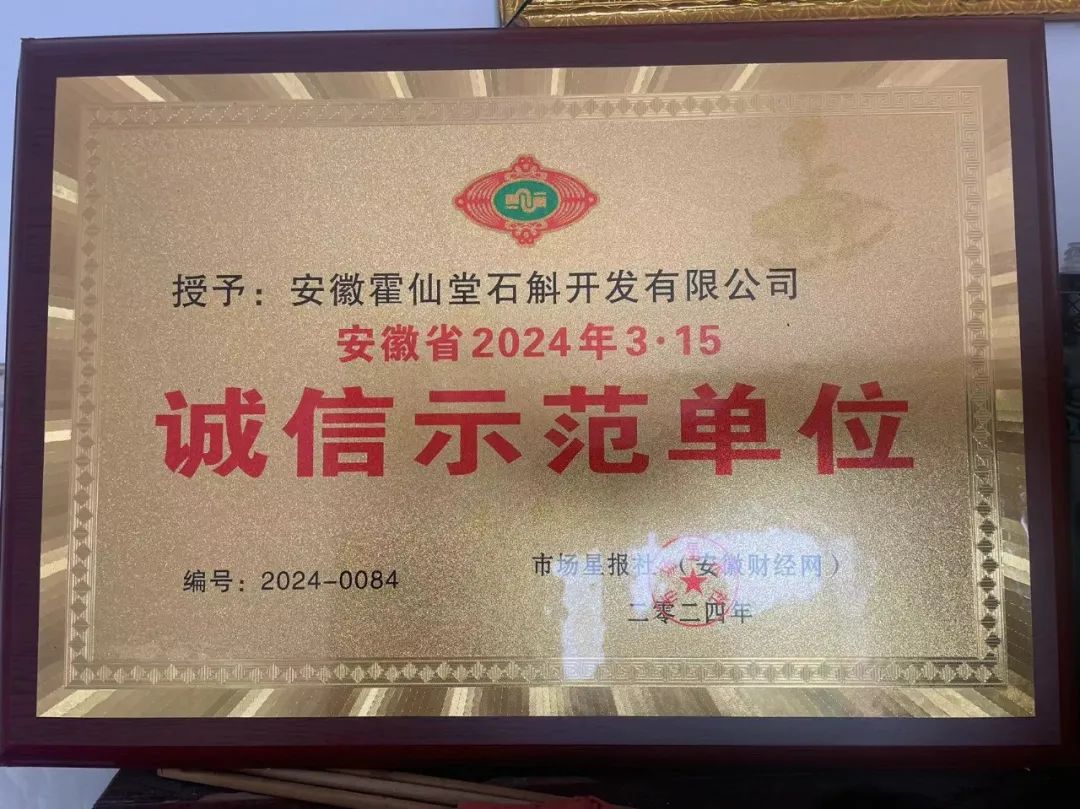 授予：安徽霍仙堂石斛开发有限公司
安徽省2024年3·15
诚信示范单位
编号：2024-0084
市场星报社（安徽财经网）
二零二四年